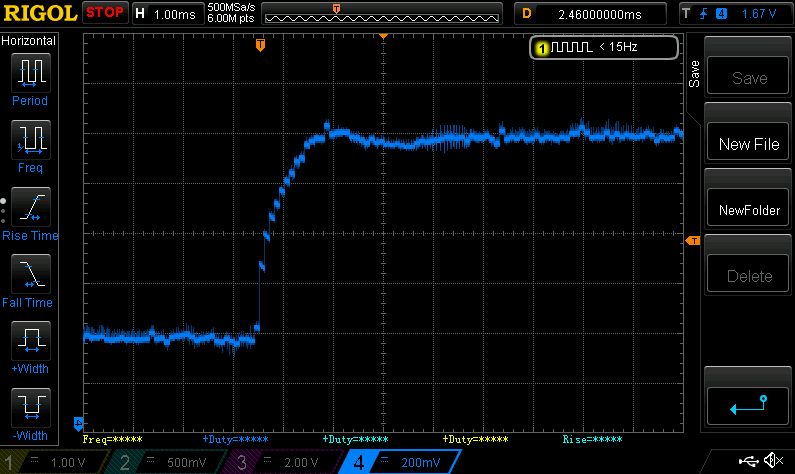 RIGOL STOP H 1.00ms 500MSa/s D 2.46000000ms T 4 1.67 V
6.00M pts
T
Horizontal
1 < 15Hz
Save
Period
Save
Freq
New File
Rise Time
NewFolder
T
Fall Time
Delete
+Width
-Width
4
Freq=***** +Duty=***** +Duty=***** +Duty=***** Rise=*****
1 = 1.00 V 2 = 500mV 3 = 2.00 V 4 = 200mV